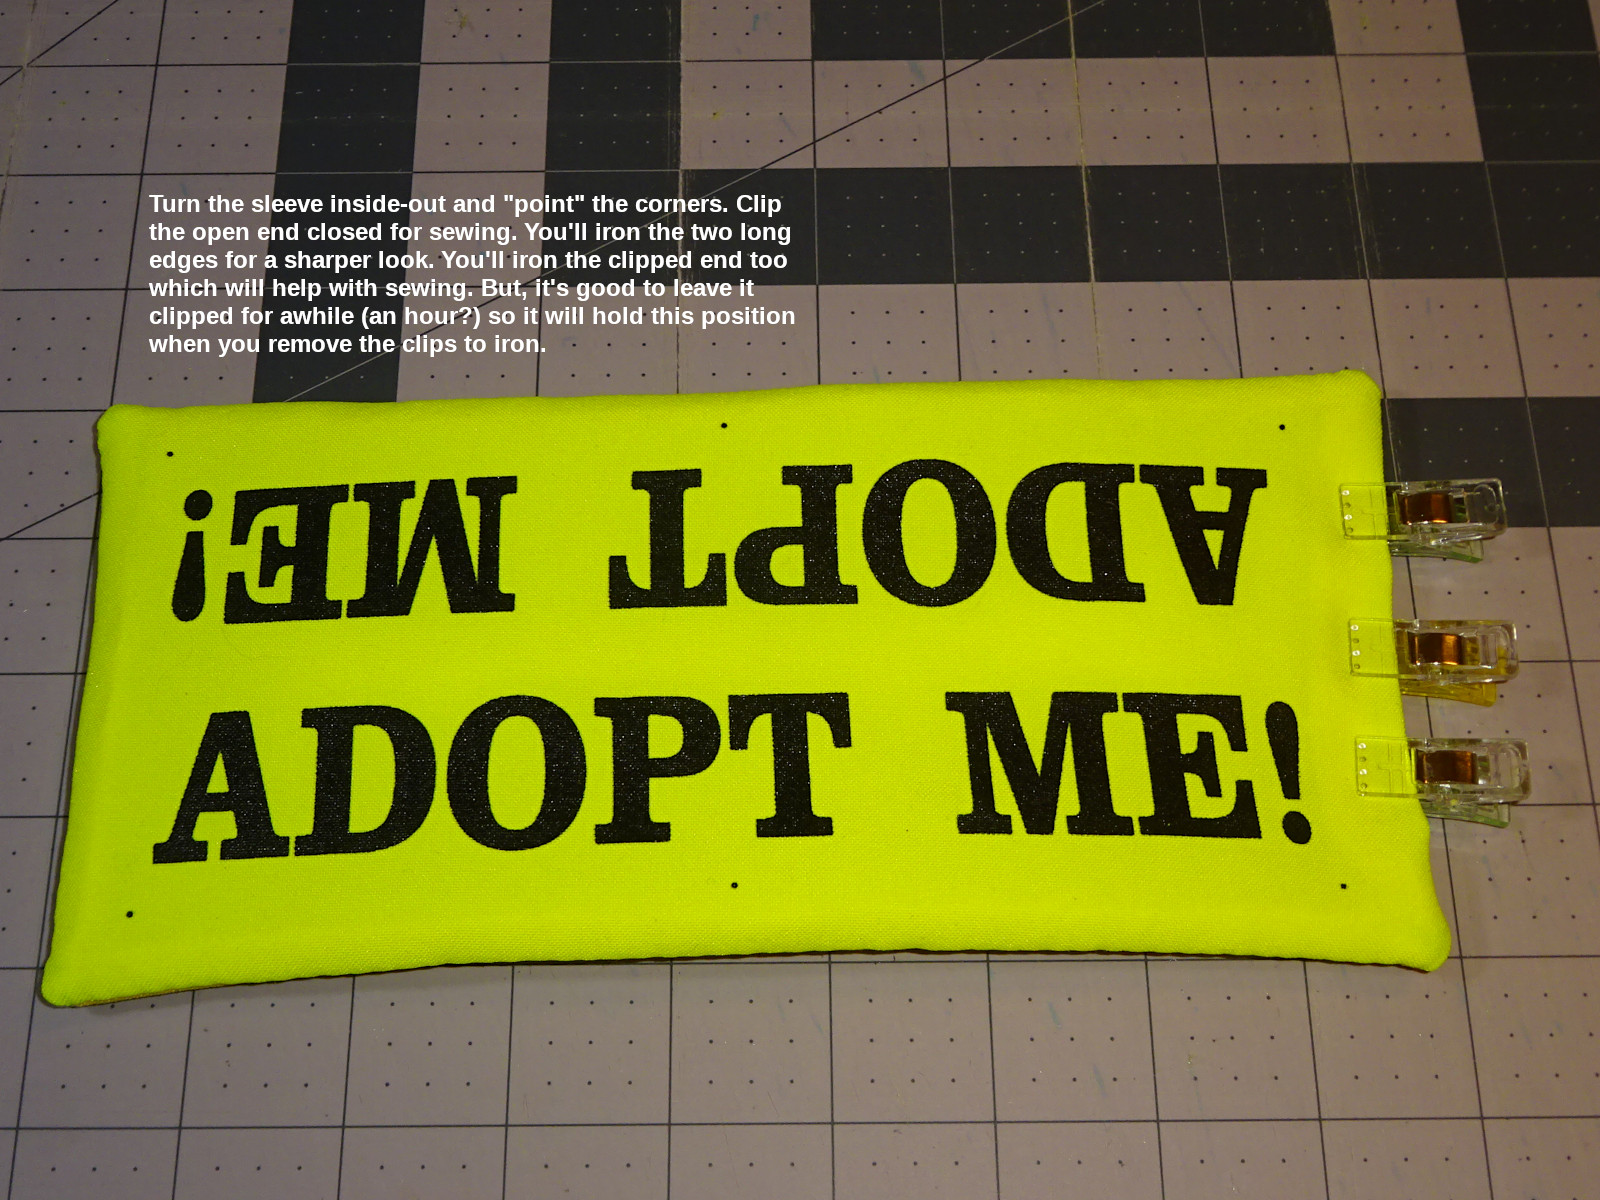 Turn the sleeve inside-out and "point" the corners. Clip
the open end closed for sewing. You'll iron the two long
edges for a sharper look. You'll iron the clipped end too
which will help with sewing. But, it's good to leave it
clipped for awhile (an hour?) so it will hold this position
when you remove the clips to iron.
ADOPT ME!
ADOPT ME!